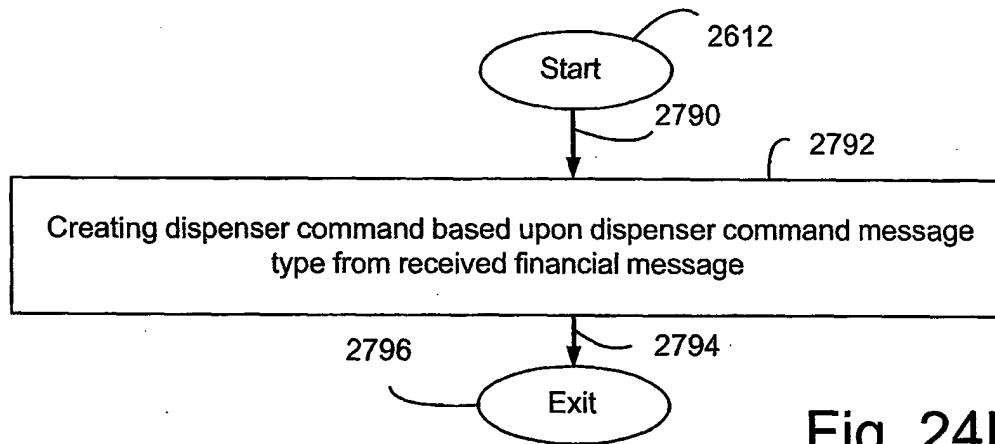 2612
Start
2790
2792
Creating dispenser command based upon dispenser command message
type from received financial message
2796
2794
Exit
Fig.